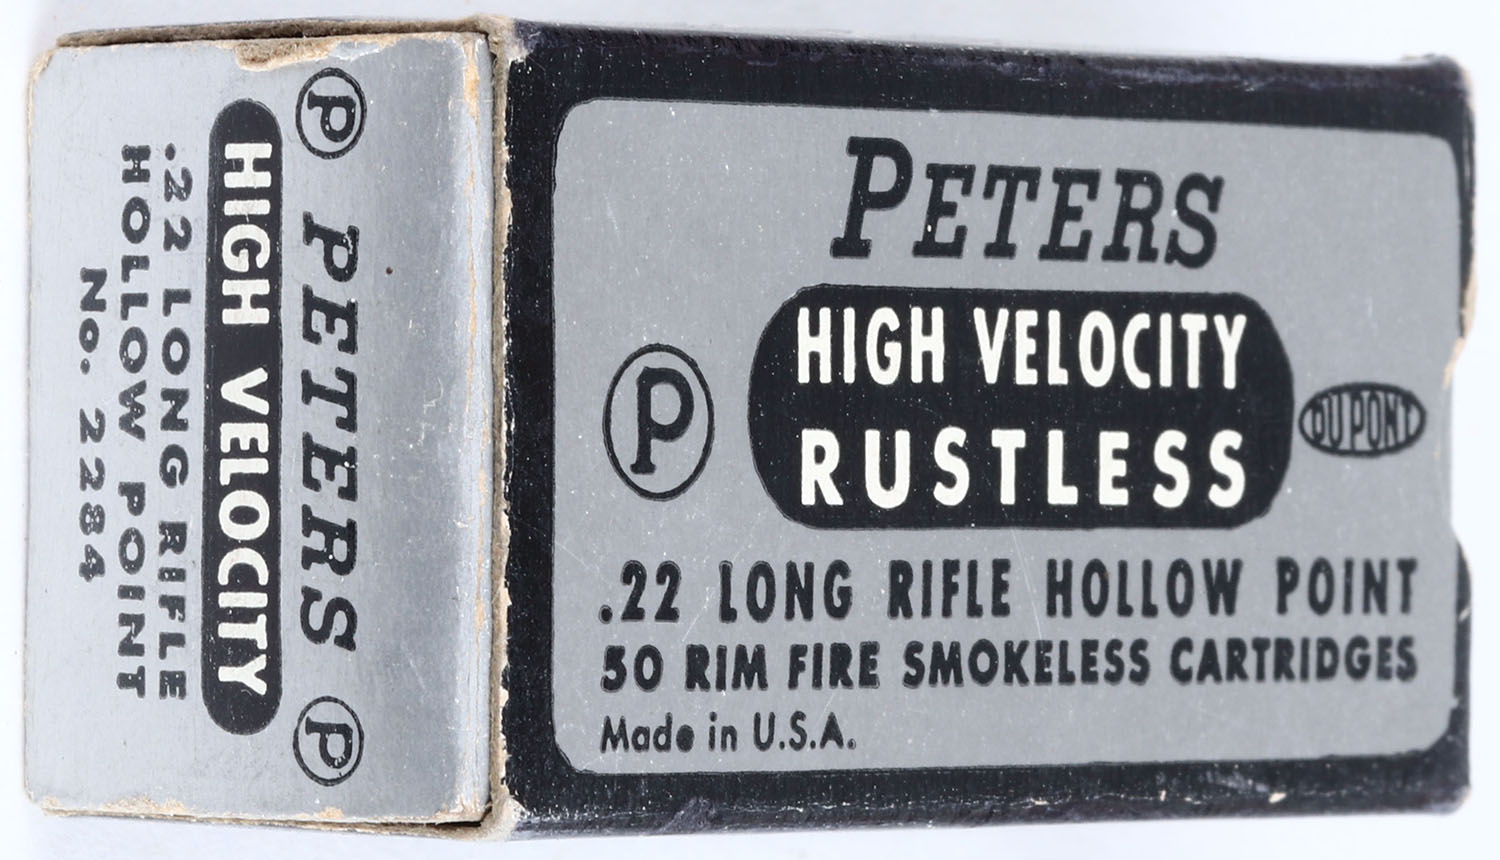 PETERS
HIGH VELOCITY
RUSTLESS
P
DU PONT
.22 LONG RIFLE HOLLOW POINT
50 RIM FIRE SMOKELESS CARTRIDGES
Made in U.S.A.
P PETERS P
HIGH VELOCITY
.22 LONG RIFLE
HOLLOW POINT
No. 2284